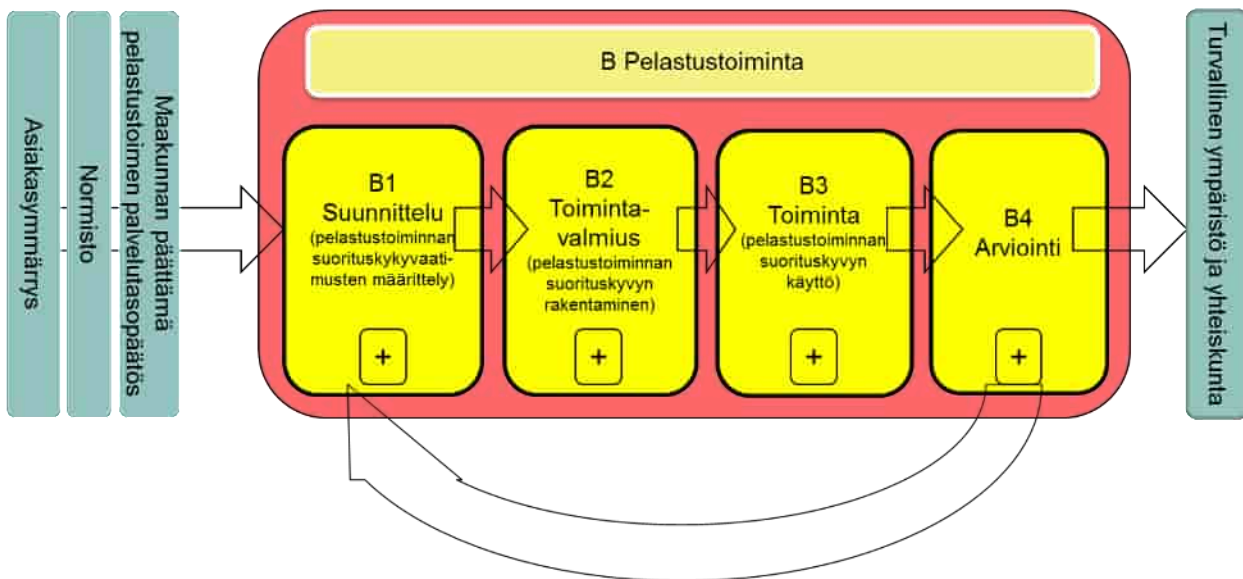 Asiakasymmärrys
Normisto
Maakunnan päättämä
pelastustoimen palvelutasopäätös
B Pelastustoiminta
B1
Suunnittelu
(pelastustoiminnan
suorituskykyvaati-
musten määrittely)
+
B2
Toiminta-
valmius
(pelastustoiminnan
suorituskyvyn
rakentaminen)
+
B3
Toiminta
(pelastustoiminnan
suorituskyvyn
käyttö)
+
B4
Arviointi
+
Turvallinen ympäristö ja yhteiskunta